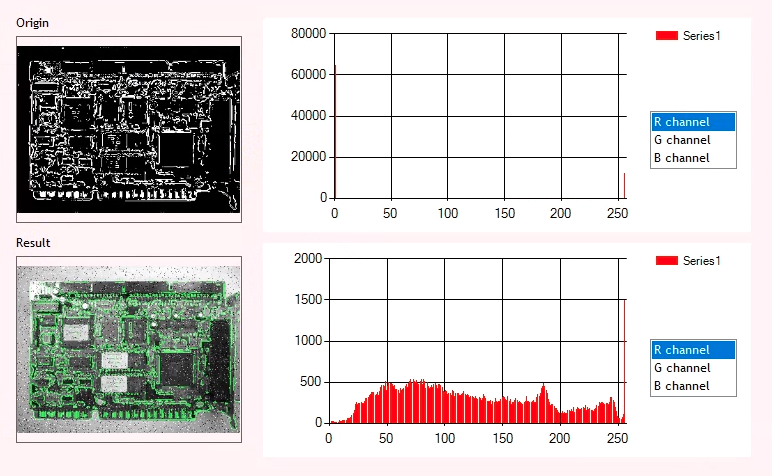 Origin
80000
60000
40000
20000
0
0 50 100 150 200 250
Series1
R channel
G channel
B channel
Result
2000
1500
1000
500
0
0 50 100 150 200 250
Series1
R channel
G channel
B channel